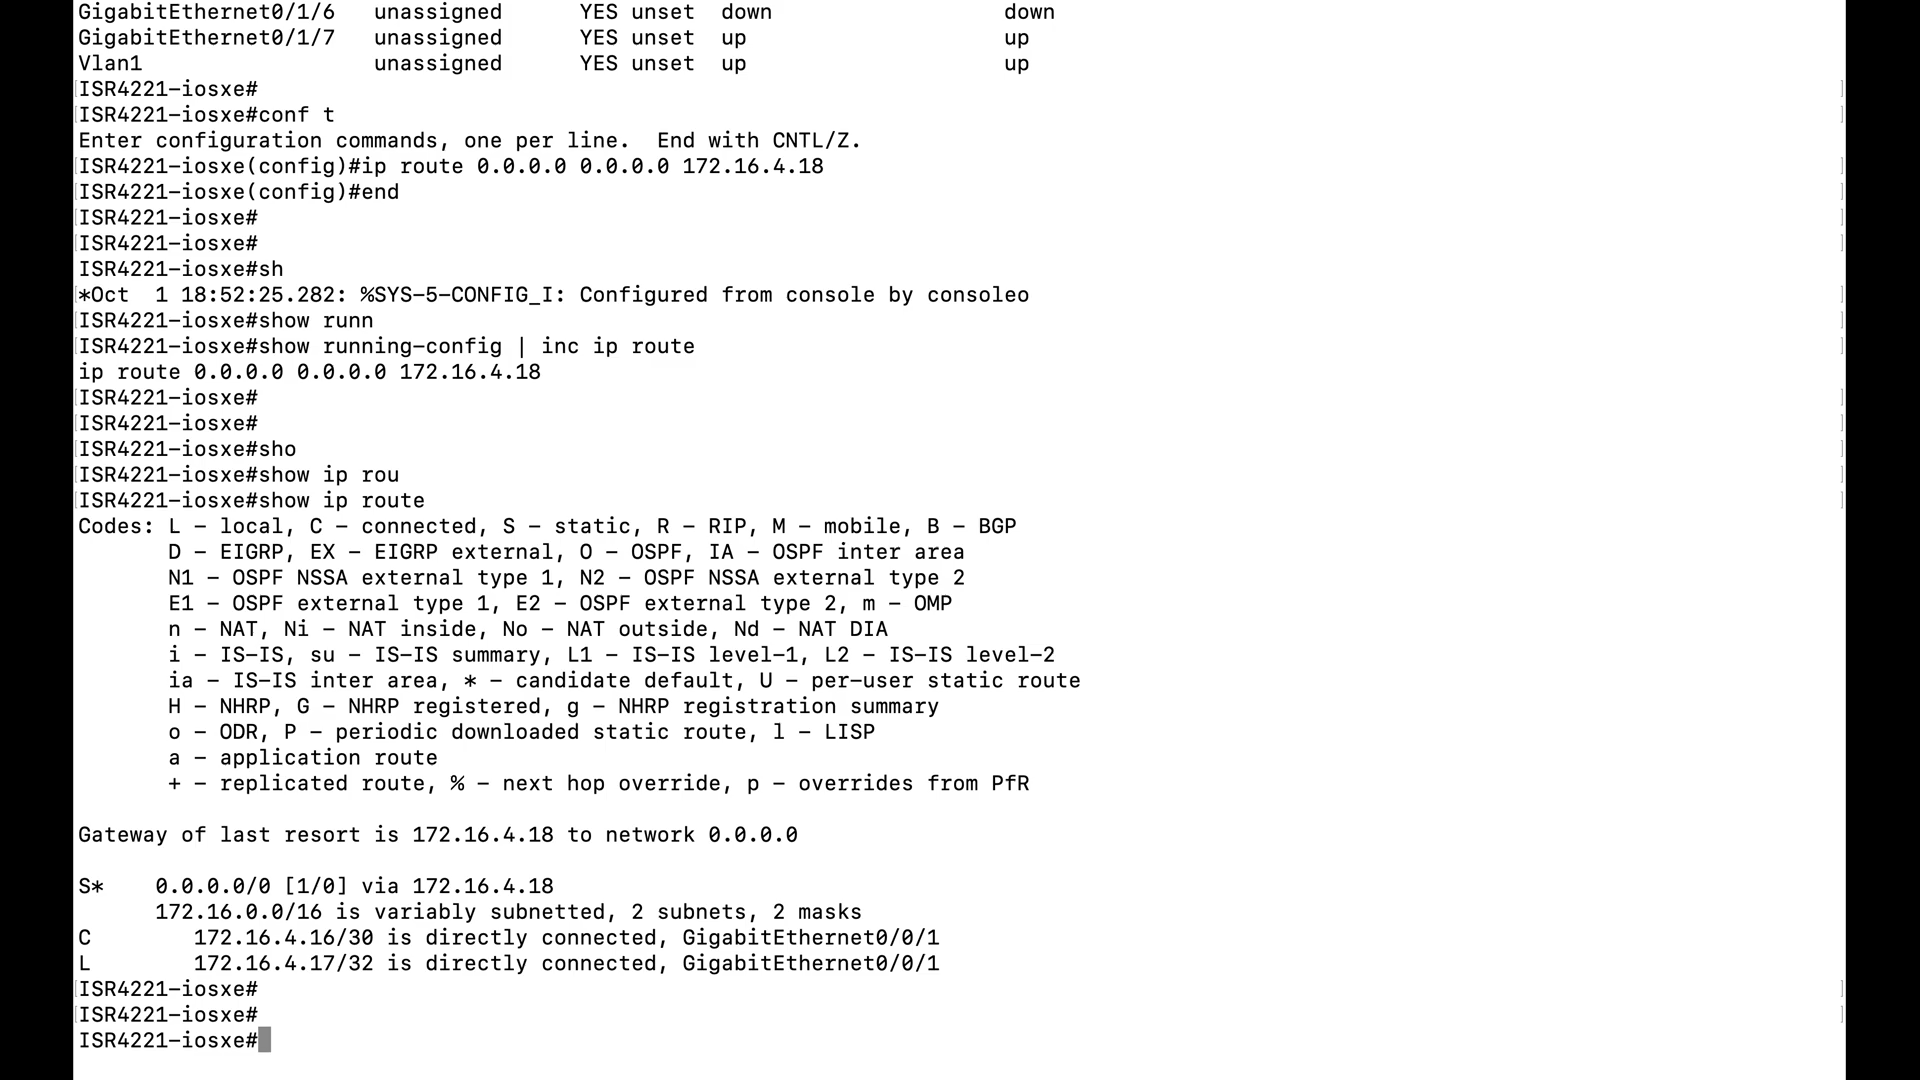 GigabitEthernet0/1/6   unassigned      YES unset  down                  down
GigabitEthernet0/1/7   unassigned      YES unset  up                    up
Vlan1                  unassigned      YES unset  up                    up
ISR4221-iosxe#
ISR4221-iosxe#conf t
Enter configuration commands, one per line.  End with CNTL/Z.
ISR4221-iosxe(config)#ip route 0.0.0.0 0.0.0.0 172.16.4.18
ISR4221-iosxe(config)#end
ISR4221-iosxe#
ISR4221-iosxe#
ISR4221-iosxe#sh
*Oct  1 18:52:25.282: %SYS-5-CONFIG_I: Configured from console by consoleo
ISR4221-iosxe#show runn
ISR4221-iosxe#show running-config | inc ip route
ip route 0.0.0.0 0.0.0.0 172.16.4.18
ISR4221-iosxe#
ISR4221-iosxe#
ISR4221-iosxe#sho
ISR4221-iosxe#show ip rou
ISR4221-iosxe#show ip route
Codes: L - local, C - connected, S - static, R - RIP, M - mobile, B - BGP
       D - EIGRP, EX - EIGRP external, O - OSPF, IA - OSPF inter area
       N1 - OSPF NSSA external type 1, N2 - OSPF NSSA external type 2
       E1 - OSPF external type 1, E2 - OSPF external type 2, m - OMP
       n - NAT, Ni - NAT inside, No - NAT outside, Nd - NAT DIA
       i - IS-IS, su - IS-IS summary, L1 - IS-IS level-1, L2 - IS-IS level-2
       ia - IS-IS inter area, * - candidate default, U - per-user static route
       H - NHRP, G - NHRP registered, g - NHRP registration summary
       o - ODR, P - periodic downloaded static route, l - LISP
       a - application route
       + - replicated route, % - next hop override, p - overrides from PfR
Gateway of last resort is 172.16.4.18 to network 0.0.0.0
S*    0.0.0.0/0 [1/0] via 172.16.4.18
      172.16.0.0/16 is variably subnetted, 2 subnets, 2 masks
C        172.16.4.16/30 is directly connected, GigabitEthernet0/0/1
L        172.16.4.17/32 is directly connected, GigabitEthernet0/0/1
ISR4221-iosxe#
ISR4221-iosxe#
ISR4221-iosxe#